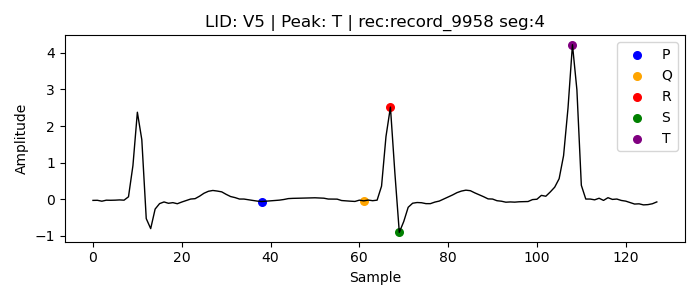 LID: V5 | Peak: T | rec:record_9958 seg:4
Amplitude
4
3
2
1
0
−1
P
Q
R
S
T
0 20 40 60 80 100 120
Sample